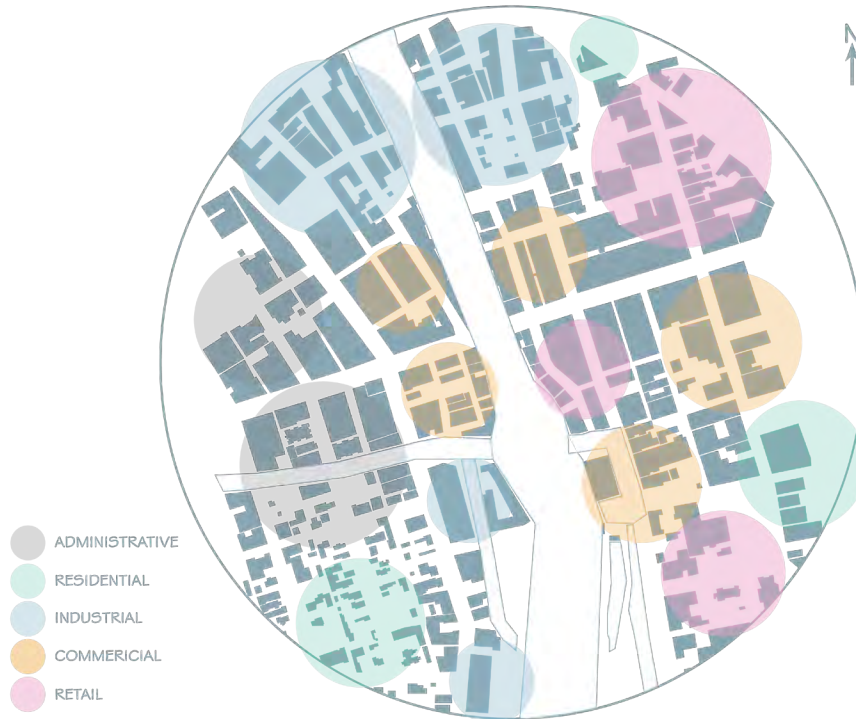 N
ADMINISTRATIVE
RESIDENTIAL
INDUSTRIAL
COMMERICIAL
RETAIL